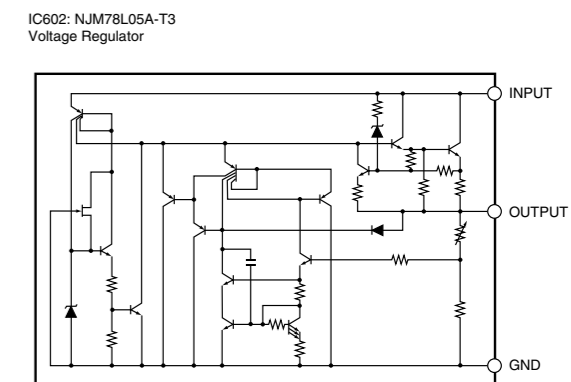 IC602: NJM78L05A-T3
Voltage Regulator
INPUT
OUTPUT
GND